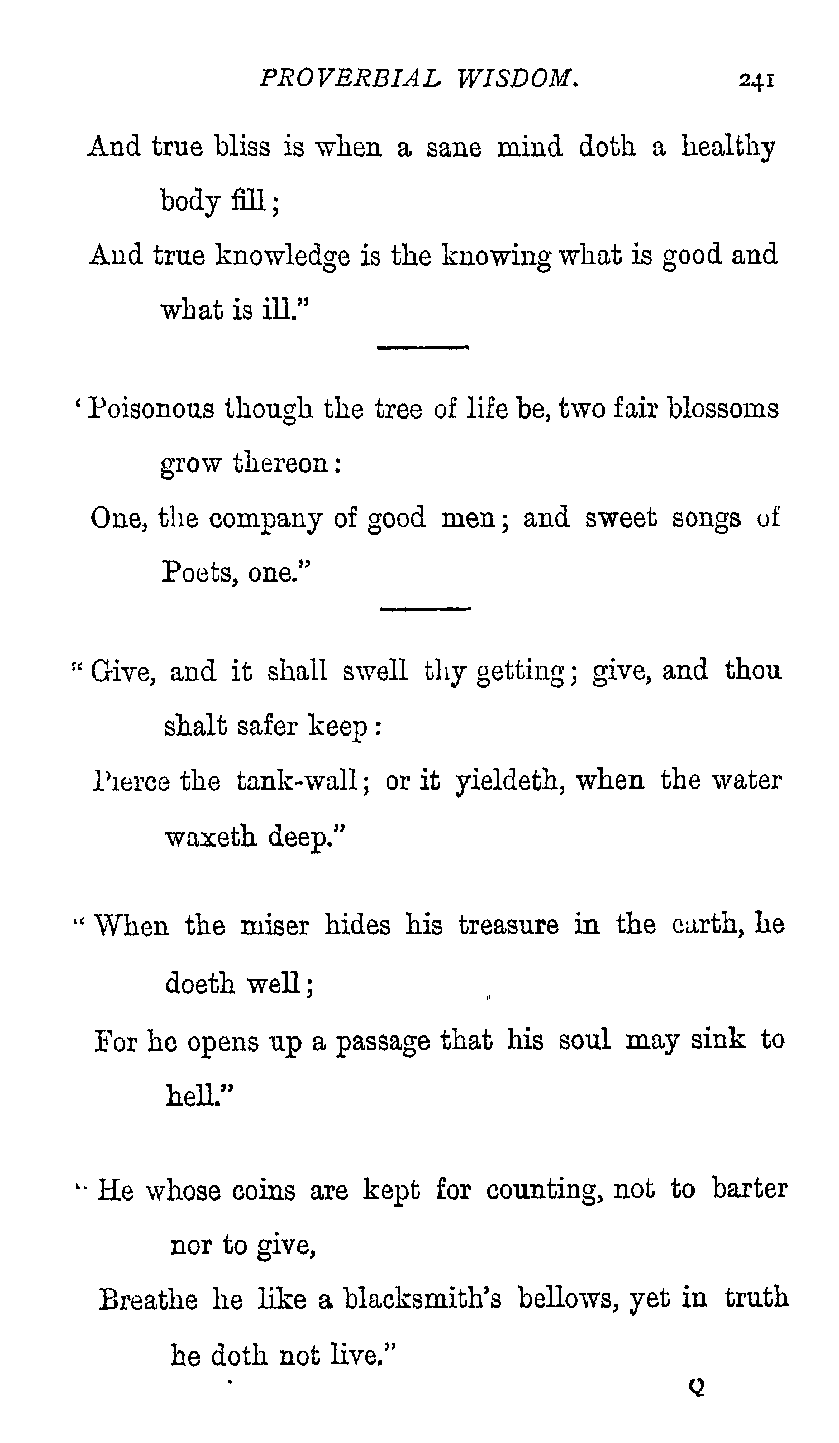 PROVERBIAL WISDOM. 241
And true bliss is when a sane mind doth a healthy
body fill;
And true knowledge is the knowing what is good and
what is ill."
‘Poisonous though the tree of life be, two fair blossoms
grow thereon:
One, the company of good men; and sweet songs of
Poets, one."
"Give, and it shall swell thy getting; give, and thou
shalt safer keep:
Pierce the tank-wall; or it yieldeth, when the water
waxeth deep."
"When the miser hides his treasure in the earth, he
doeth well;
For he opens up a passage that his soul may sink to
hell."
"He whose coins are kept for counting, not to barter
nor to give,
Breathe he like a blacksmith's bellows, yet in truth
he doth not live."
Q